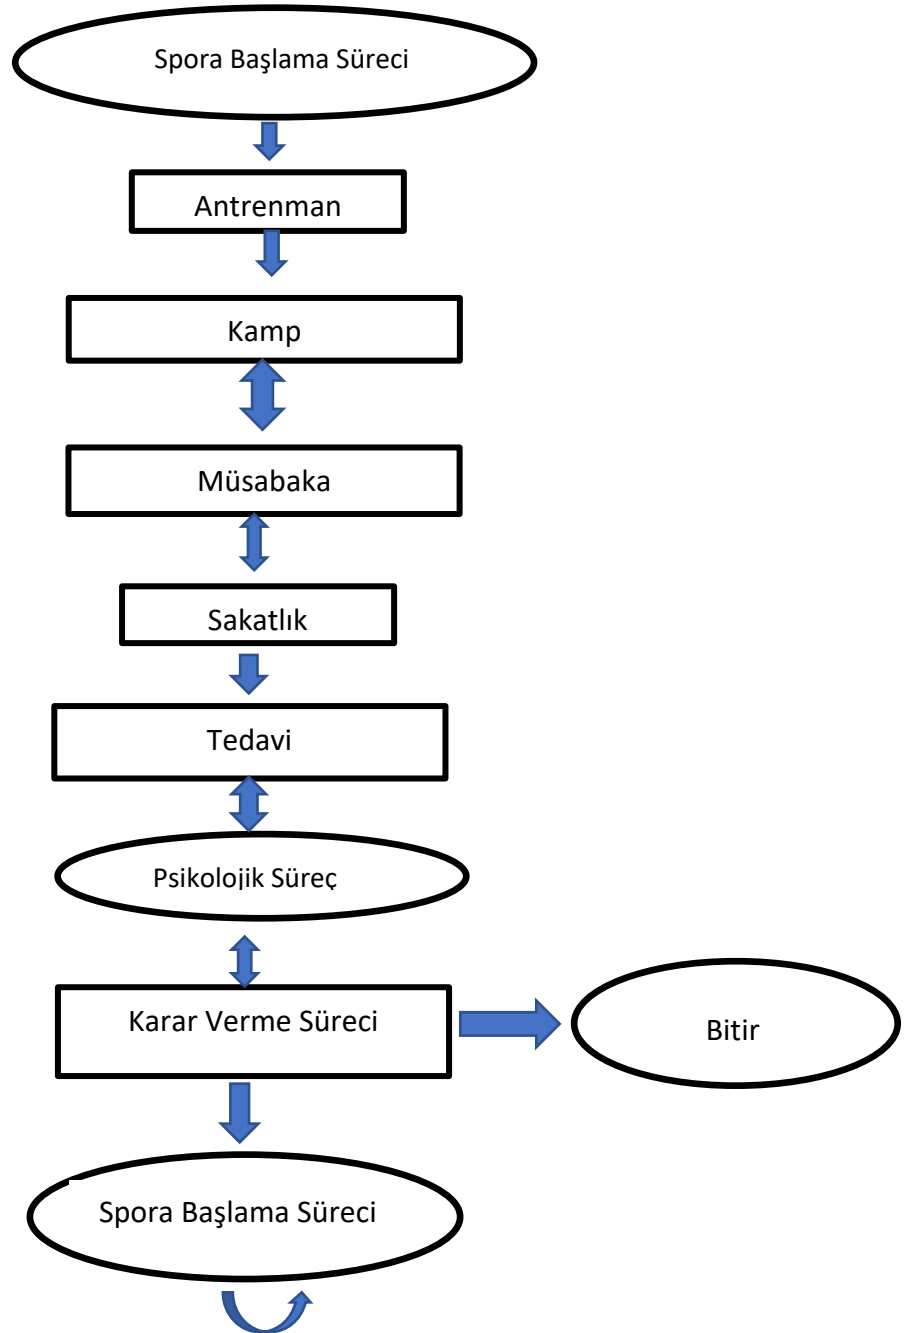 Spora Başlama Süreci
Antrenman
Kamp
Müsabaka
Sakatlık
Tedavi
Psikolojik Süreç
Karar Verme Süreci
Bitir
Spora Başlama Süreci